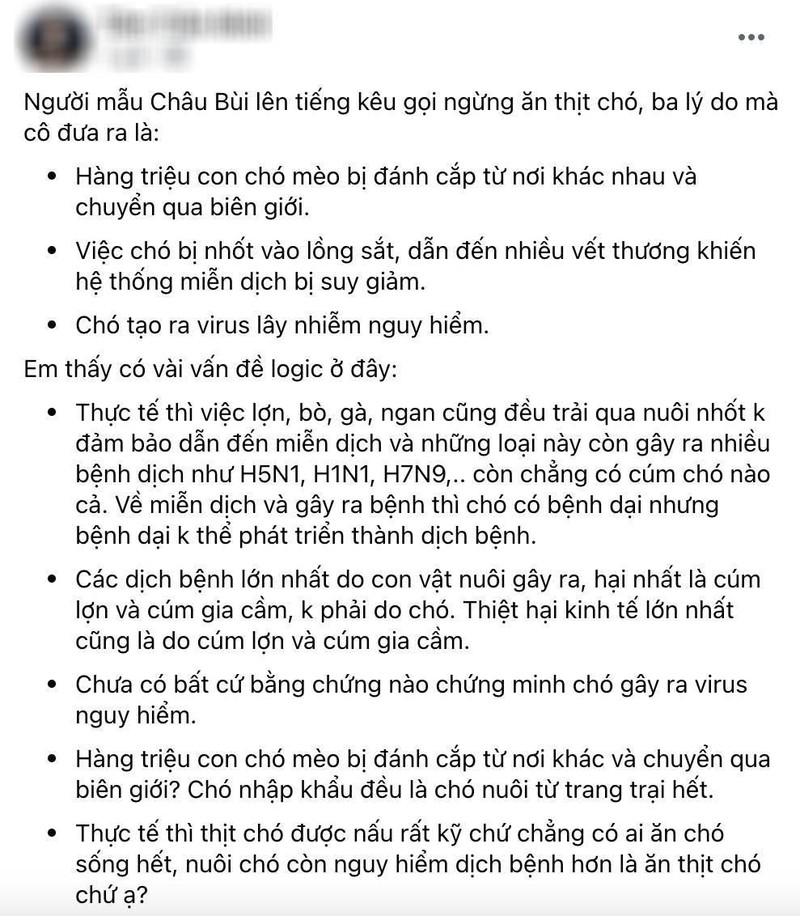 Người mẫu Châu Bùi lên tiếng kêu gọi ngừng ăn thịt chó, ba lý do mà
cô đưa ra là:
• Hàng triệu con chó mèo bị đánh cắp từ nơi khác nhau và
chuyển qua biên giới.
• Việc chó bị nhốt vào lồng sắt, dẫn đến nhiều vết thương khiến
hệ thống miễn dịch bị suy giảm.
• Chó tạo ra virus lây nhiễm nguy hiểm.
Em thấy có vài vấn đề logic ở đây:
• Thực tế thì việc lợn, bò, gà, ngan cũng đều trải qua nuôi nhốt k
đảm bảo dẫn đến miễn dịch và những loại này còn gây ra nhiều
bệnh dịch như H5N1, H1N1, H7N9,.. còn chẳng có cúm chó nào
cả. Về miễn dịch và gây ra bệnh thì chó có bệnh dại nhưng
bệnh dại k thể phát triển thành dịch bệnh.
• Các dịch bệnh lớn nhất do con vật nuôi gây ra, hại nhất là cúm
lợn và cúm gia cầm, k phải do chó. Thiệt hại kinh tế lớn nhất
cũng là do cúm lợn và cúm gia cầm.
• Chưa có bất cứ bằng chứng nào chứng minh chó gây ra virus
nguy hiểm.
• Hàng triệu con chó mèo bị đánh cắp từ nơi khác và chuyển qua
biên giới? Chó nhập khẩu đều là chó nuôi từ trang trại hết.
• Thực tế thì thịt chó được nấu rất kỹ chứ chẳng có ai ăn chó
sống hết, nuôi chó còn nguy hiểm dịch bệnh hơn là ăn thịt chó
chứ ạ?